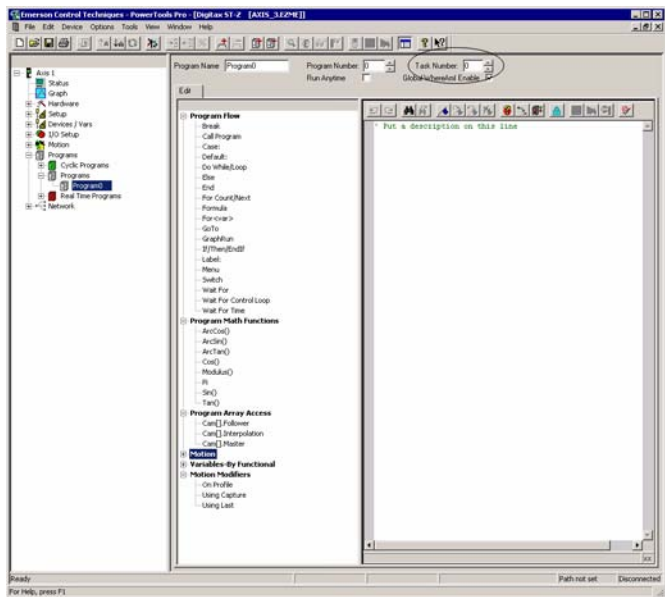 Emerson Control Techniques - PowerTools Pro - [Digitax ST-Z [AXIS_3.EZME]]
File Edit Device Options Tools View Window Help
Program Name Program0 Program Number: 0 Task Number: 0
Run Anytime Global Where Am I Enable
Edit
Axis 1
Status
Graph
Hardware
Setup
Devices / Vars
I/O Setup
Motion
Programs
Cyclic Programs
Programs
Program0
Real Time Programs
Network
Program Flow
Break
Call Program
Case:
Default:
Do While/Loop
Else
End
For Count/Next
Formula
For <var>
GoTo
GraphRun
If/Then/EndIf
Label:
Menu
Switch
Wait For
Wait For Control Loop
Wait For Time
Program Math Functions
ArcCos()
ArcSin()
ArcTan()
Cos()
Modulus()
Pi
Sin()
Tan()
Program Array Access
Cam[].Follower
Cam[].Interpolation
Cam[].Master
Motion
Variables-By Functional
Motion Modifiers
On Profile
Using Capture
Using Last
' Put a description on this line
Ready Path not set Disconnected
For Help, press F1